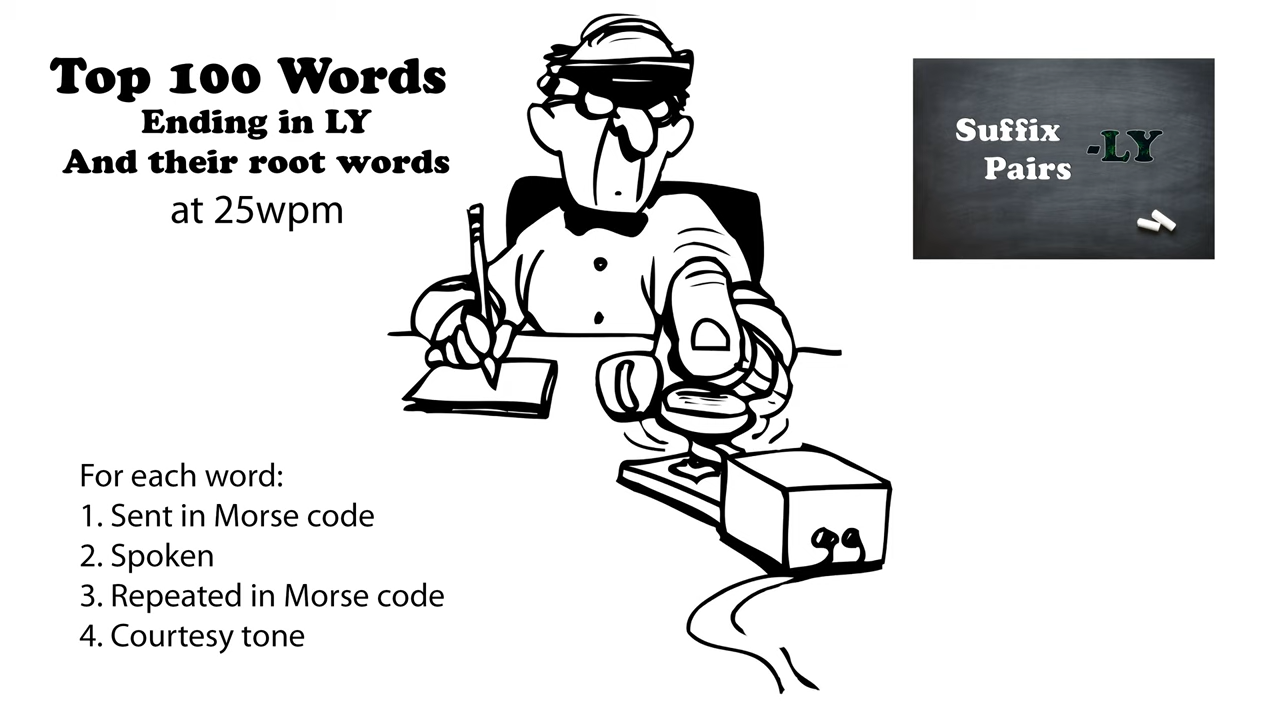 Top 100 Words
Ending in LY
And their root words
at 25wpm
Suffix
Pairs -LY
For each word:
1. Sent in Morse code
2. Spoken
3. Repeated in Morse code
4. Courtesy tone